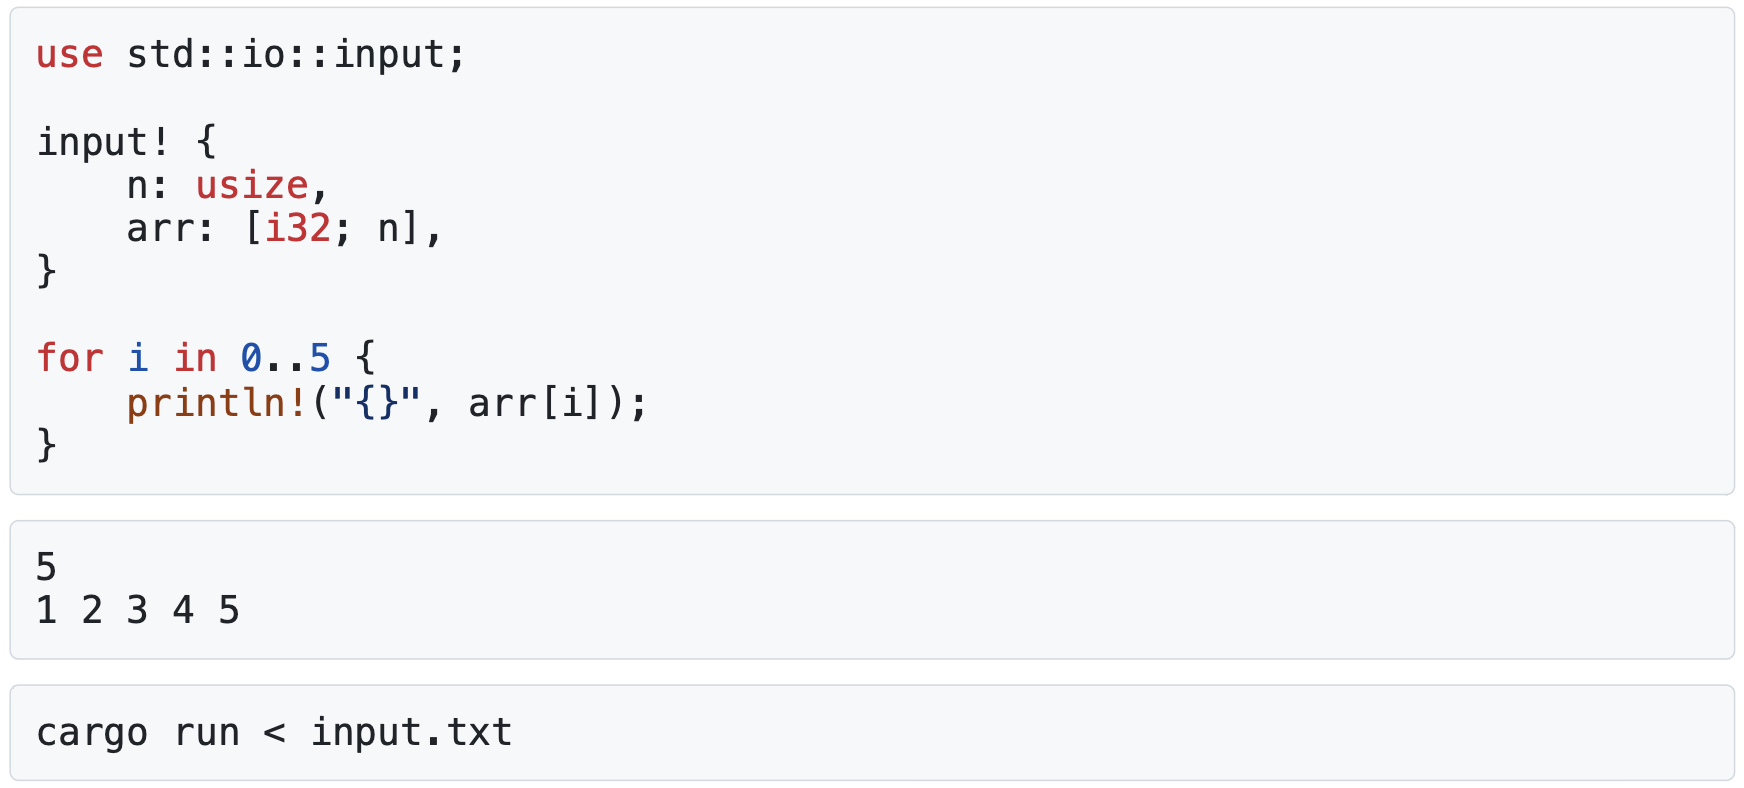 use std::io::input;

input! {
    n: usize,
    arr: [i32; n],
}

for i in 0..5 {
    println!("{}", arr[i]);
}

5
1 2 3 4 5

cargo run < input.txt